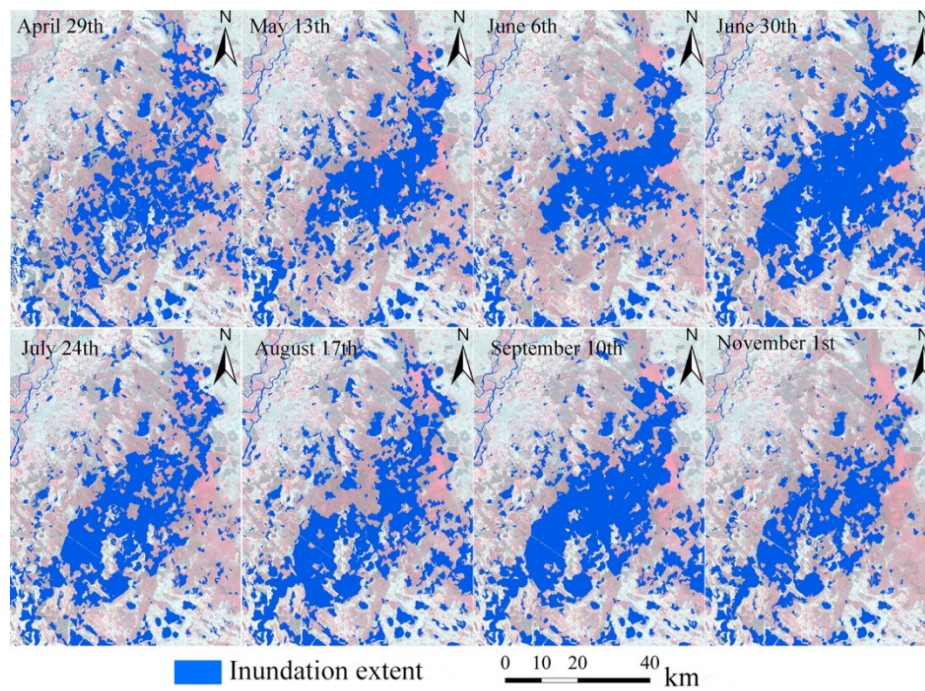 April 29th
N
May 13th
N
June 6th
N
June 30th
N
July 24th
N
August 17th
N
September 10th
N
November 1st
N
Inundation extent
0 10 20 40
km